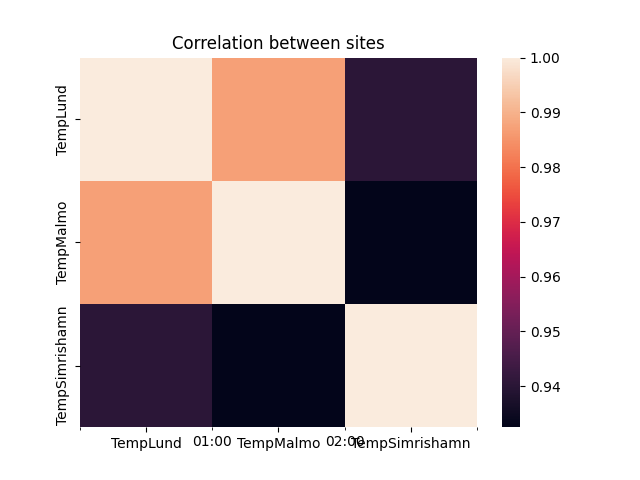 Correlation between sites
TempLund
TempMalmo
TempSimrishamn
TempLund 01:00 TempMalmo 02:00 TempSimrishamn
1.00
0.99
0.98
0.97
0.96
0.95
0.94